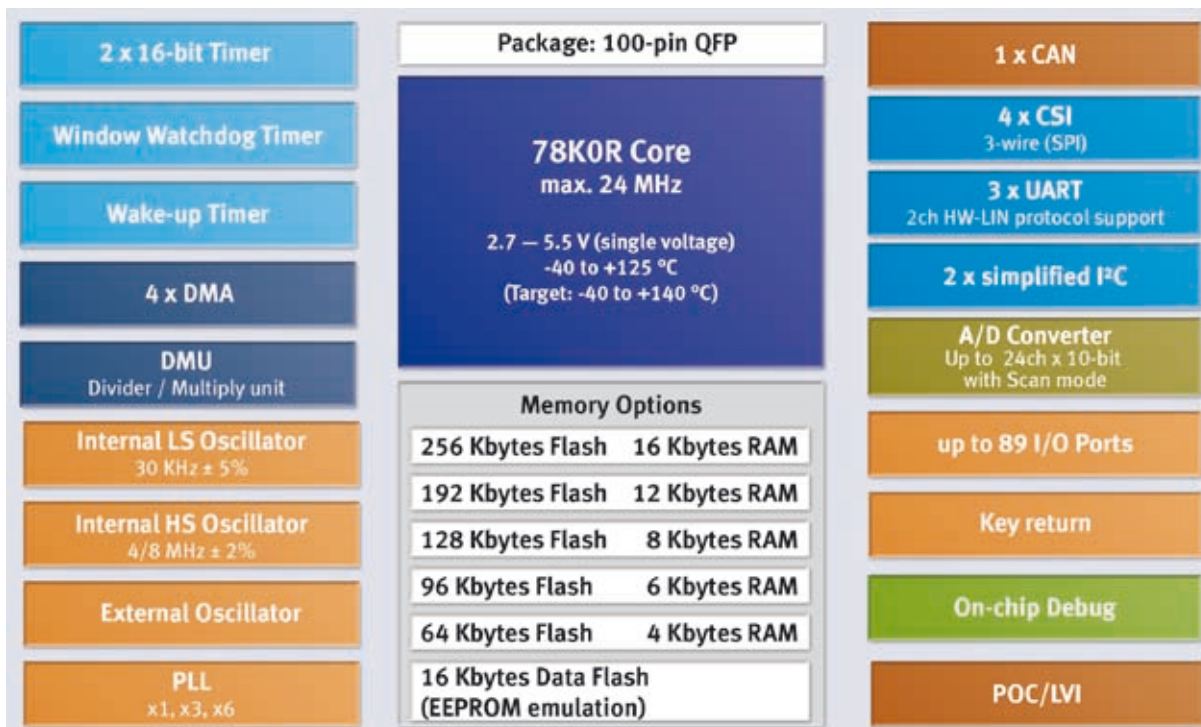 2 x 16-bit Timer
Window Watchdog Timer
Wake-up Timer
4 x DMA
DMU
Divider / Multiply unit
Internal LS Oscillator
30 KHz ± 5%
Internal HS Oscillator
4/8 MHz ± 2%
External Oscillator
PLL
x1, x3, x6
Package: 100-pin QFP
78K0R Core
max. 24 MHz
2.7 — 5.5 V (single voltage)
-40 to +125 °C
(Target: -40 to +140 °C)
Memory Options
256 Kbytes Flash 16 Kbytes RAM
192 Kbytes Flash 12 Kbytes RAM
128 Kbytes Flash 8 Kbytes RAM
96 Kbytes Flash 6 Kbytes RAM
64 Kbytes Flash 4 Kbytes RAM
16 Kbytes Data Flash
(EEPROM emulation)
1 x CAN
4 x CSI
3-wire (SPI)
3 x UART
2ch HW-LIN protocol support
2 x simplified I²C
A/D Converter
Up to 24ch x 10-bit
with Scan mode
up to 89 I/O Ports
Key return
On-chip Debug
POC/LVI